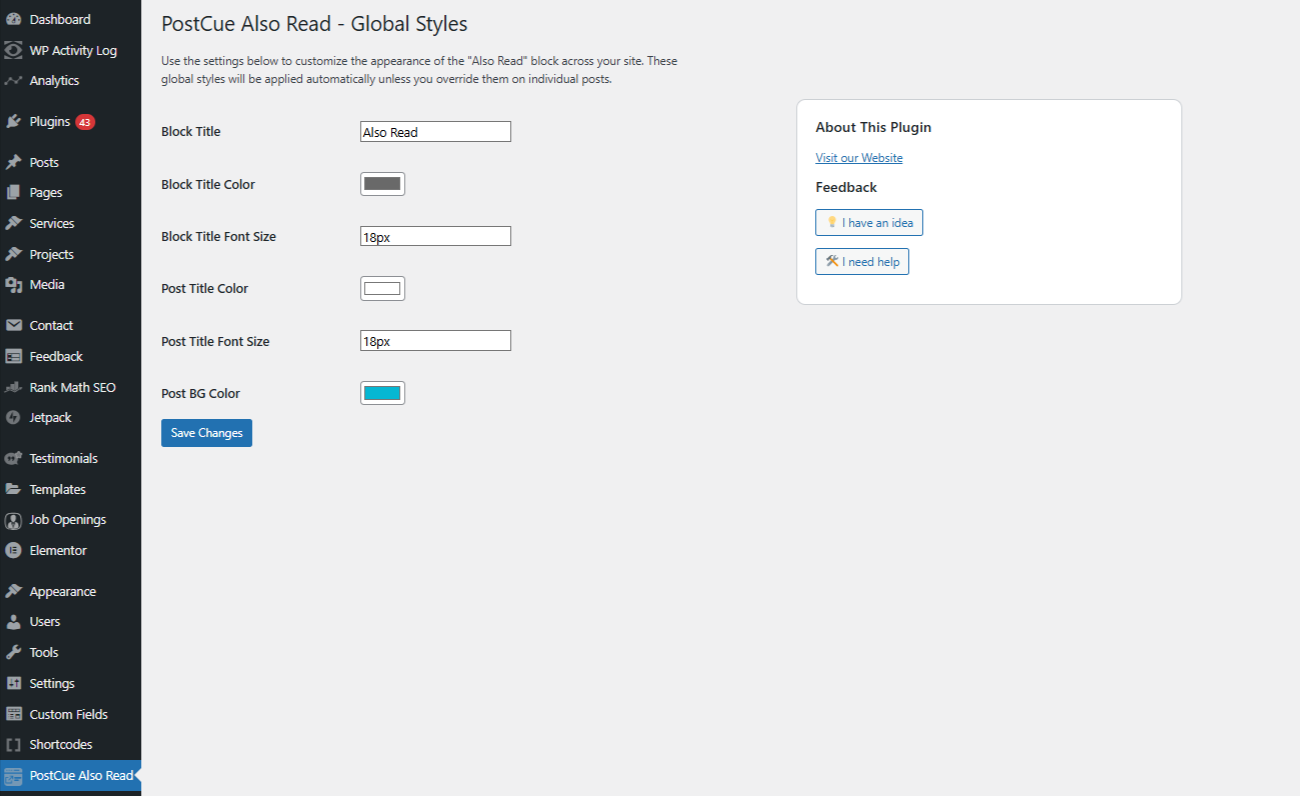 Dashboard
WP Activity Log
Analytics
Plugins 43
Posts
Pages
Services
Projects
Media
Contact
Feedback
Rank Math SEO
Jetpack
Testimonials
Templates
Job Openings
Elementor
Appearance
Users
Tools
Settings
Custom Fields
Shortcodes
PostCue Also Read
PostCue Also Read - Global Styles
Use the settings below to customize the appearance of the "Also Read" block across your site. These
global styles will be applied automatically unless you override them on individual posts.
Block Title Also Read
Block Title Color
Block Title Font Size 18px
Post Title Color
Post Title Font Size 18px
Post BG Color
Save Changes
About This Plugin
Visit our Website
Feedback
I have an idea
I need help